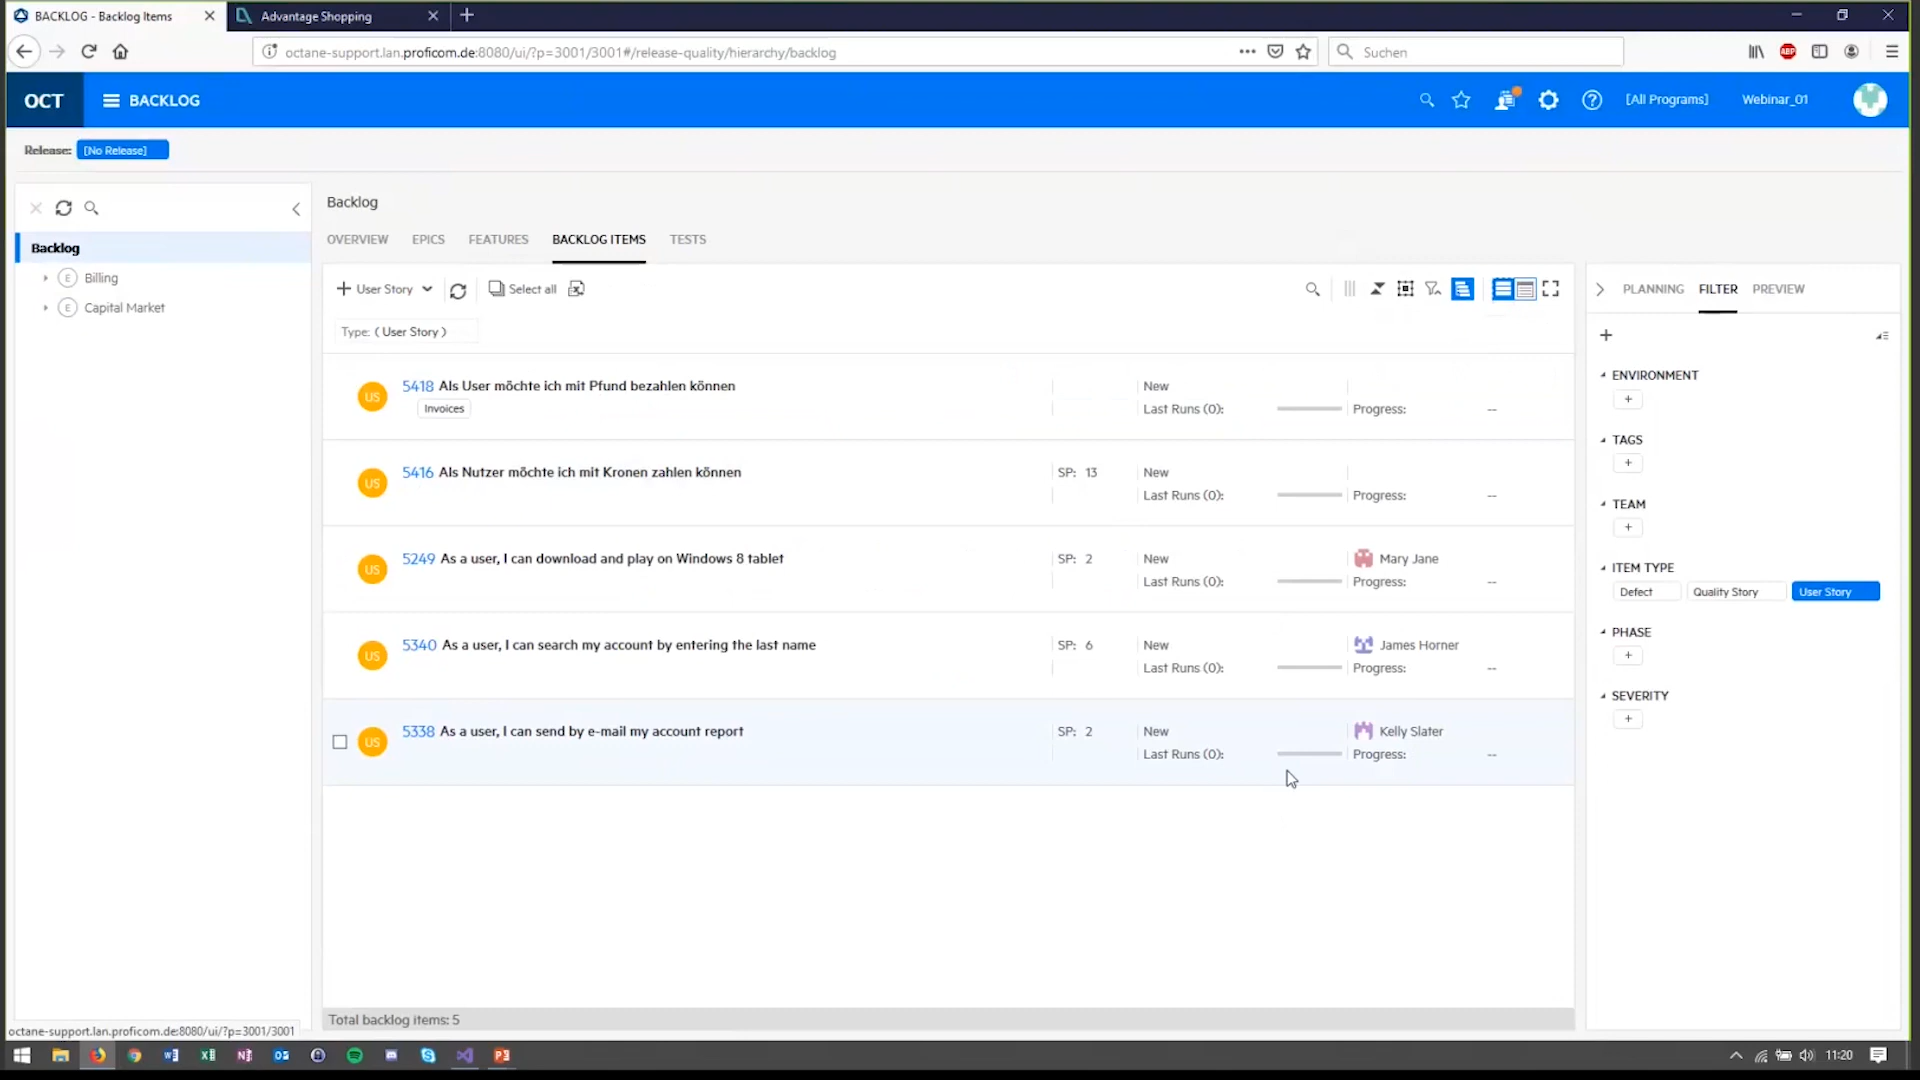 BACKLOG - Backlog Items
Advantage Shopping
octane-support.lan.proficom.de:8080/ui/?p=3001/3001#/release-quality/hierarchy/backlog
Suchen
ABP
OCT
BACKLOG
[All Programs]
Webinar_01
Release: [No Release]
Backlog
Billing
Capital Market
Backlog
OVERVIEW
EPICS
FEATURES
BACKLOG ITEMS
TESTS
User Story
Select all
Type: ( User Story )
US
5418 Als User möchte ich mit Pfund bezahlen können
Invoices
New
Last Runs (0):
Progress:
--
US
5416 Als Nutzer möchte ich mit Kronen zahlen können
SP: 13
New
Last Runs (0):
Progress:
--
US
5249 As a user, I can download and play on Windows 8 tablet
SP: 2
New
Mary Jane
Last Runs (0):
Progress:
--
US
5340 As a user, I can search my account by entering the last name
SP: 6
New
James Horner
Last Runs (0):
Progress:
--
US
5338 As a user, I can send by e-mail my account report
SP: 2
New
Kelly Slater
Last Runs (0):
Progress:
--
Total backlog items: 5
PLANNING
FILTER
PREVIEW
ENVIRONMENT
TAGS
TEAM
ITEM TYPE
Defect
Quality Story
User Story
PHASE
SEVERITY
octane-support.lan.proficom.de:8080/ui/?p=3001/3001
11:20